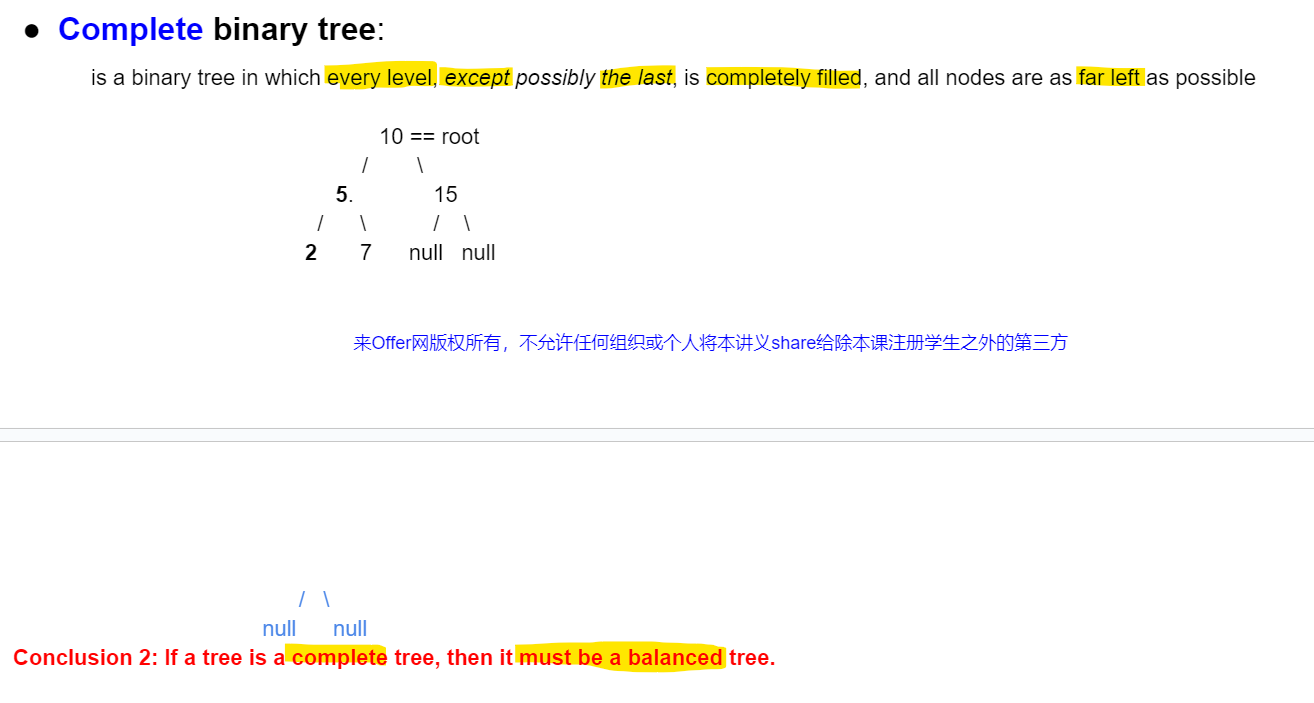 ● Complete binary tree:
is a binary tree in which every level, except possibly the last, is completely filled, and all nodes are as far left as possible
10 == root
/ \
5. 15
/ \ / \
2 7 null null
来Offer网版权所有，不允许任何组织或个人将本讲义share给除本课注册学生之外的第三方
/ \
null null
Conclusion 2: If a tree is a complete tree, then it must be a balanced tree.